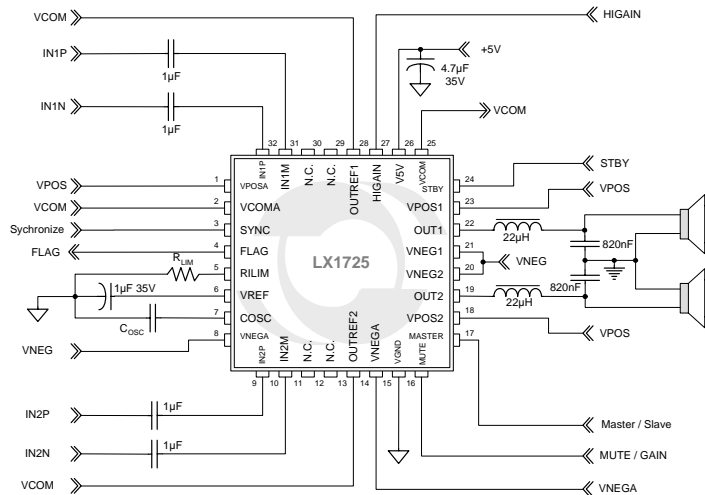 VCOM
HIGAIN
IN1P
1µF
+5V
4.7µF
35V
IN1N
1µF
VCOM
32 31 30 29 28 27 26 25
IN1P
IN1M
N.C.
N.C.
OUTREF1
HIGAIN
V5V
VCOM
STBY
VPOS 1 VPOSA
24 STBY
VCOM 2 VCOMA
VPOS1 23 VPOS
Sychronize 3 SYNC
OUT1 22 22µH
FLAG 4 FLAG
VNEG1 21
820nF
RLIM 5 RILIM
LX1725
VNEG2 20 VNEG
1µF 35V 6 VREF
OUT2 19 22µH 820nF
COSC 7 COSC
VPOS2 18 VPOS
VNEG 8 VNEGA
MASTER 17
IN2P
IN2M
N.C.
N.C.
OUTREF2
VNEGA
VGND
MUTE
9 10 11 12 13 14 15 16
IN2P 1µF
Master / Slave
IN2N 1µF
MUTE / GAIN
VCOM
VNEGA